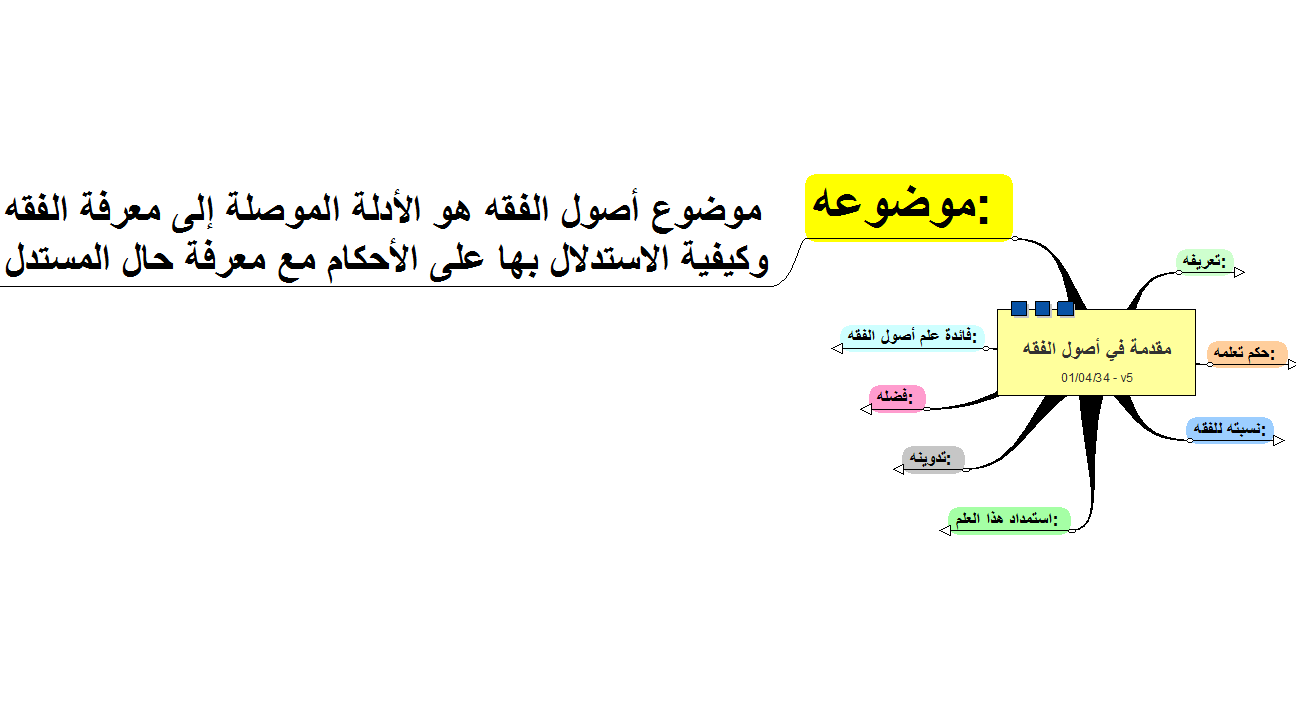 موضوعه:
موضوع أصول الفقه هو الأدلة الموصلة إلى معرفة الفقه
وكيفية الاستدلال بها على الأحكام مع معرفة حال المستدل
مقدمة في أصول الفقه
01/04/34 - v5
تعريفه:
حكم تعلمه:
نسبته للفقه:
فائدة علم أصول الفقه:
فضله:
تدوينه:
استمداد هذا العلم: